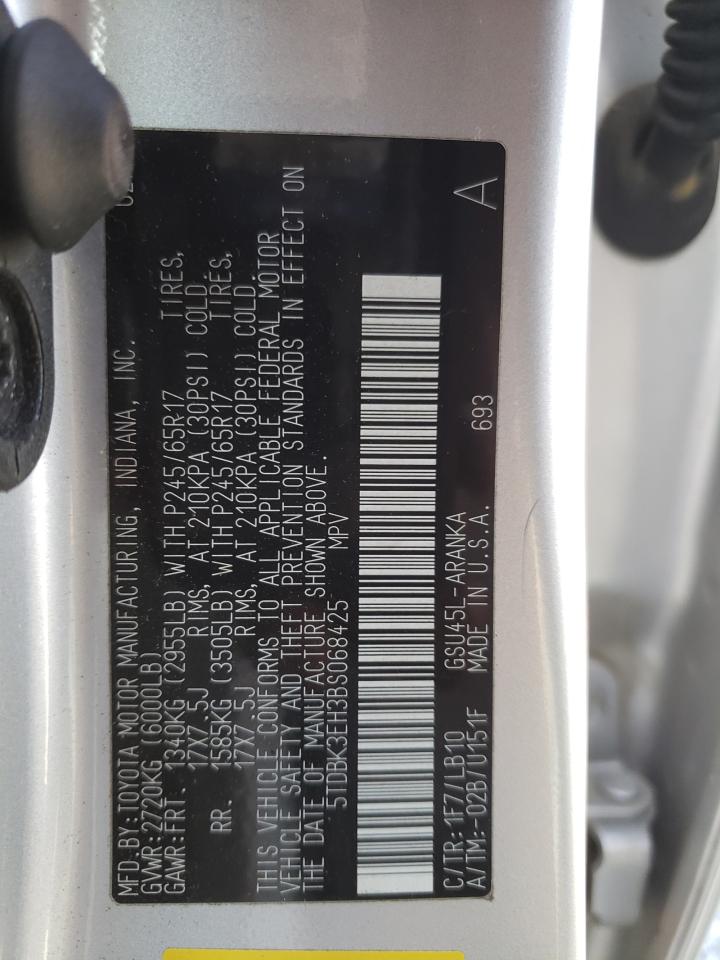 MFD.BY:TOYOTA MOTOR MANUFACTURING, INDIANA, INC.
GVWR:2720KG (6000LB)
GAWR:FRT. 1340KG (2955LB) WITH P245/65R17 TIRES,
17X7.5J RIMS, AT 210KPA (30PSI) COLD.
RR. 1585KG (3505LB) WITH P245/65R17 TIRES,
17X7.5J RIMS, AT 210KPA (30PSI) COLD.
THIS VEHICLE CONFORMS TO ALL APPLICABLE FEDERAL MOTOR
VEHICLE SAFETY AND THEFT PREVENTION STANDARDS IN EFFECT ON
THE DATE OF MANUFACTURE SHOWN ABOVE.
5TDBK3EH3BS068425 MPV
C/TR:1F7/LB10 GSU45L-ARANKA
A/TM:-02B/U151F MADE IN U.S.A. 693 A